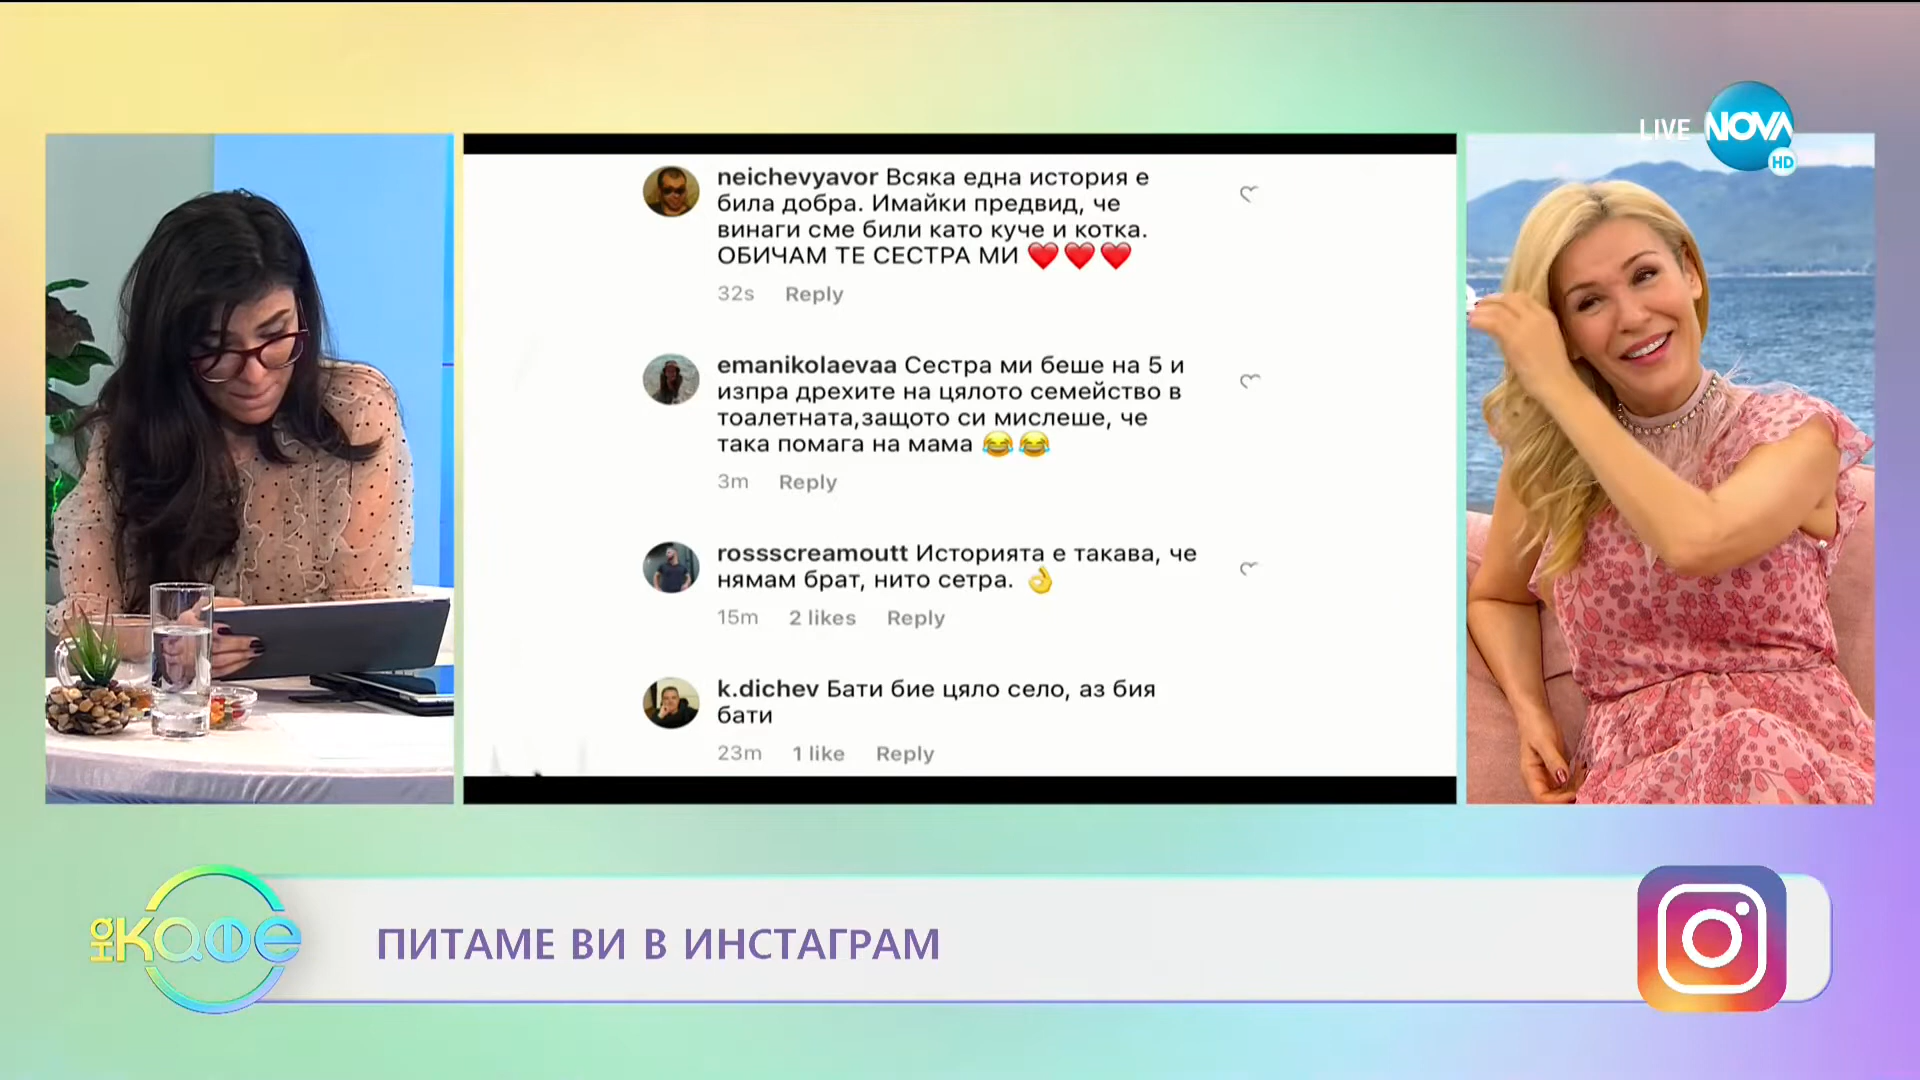 LIVE NOVA
HD
neichevyavor Всяка една история е
била добра. Имайки предвид, че
винаги сме били като куче и котка.
ОБИЧАМ ТЕ СЕСТРА МИ ❤️❤️❤️
32s Reply
emanikolaevaa Сестра ми беше на 5 и
изпра дрехите на цялото семейство в
тоалетната,защото си мислеше, че
така помага на мама 😂😂
3m Reply
rossscreamoutt Историята е такава, че
нямам брат, нито сетра. 👌
15m 2 likes Reply
k.dichev Бати бие цяло село, аз бия
бати
23m 1 like Reply
на кафе
ПИТАМЕ ВИ В ИНСТАГРАМ